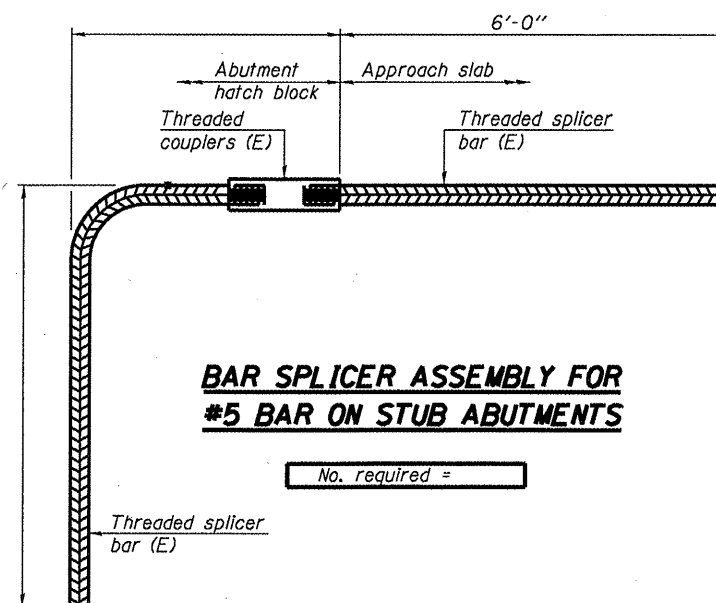 6'-0"
Abutment
hatch block
Approach slab
Threaded
couplers (E)
Threaded splicer
bar (E)
BAR SPLICER ASSEMBLY FOR
#5 BAR ON STUB ABUTMENTS
No. required =
Threaded splicer
bar (E)